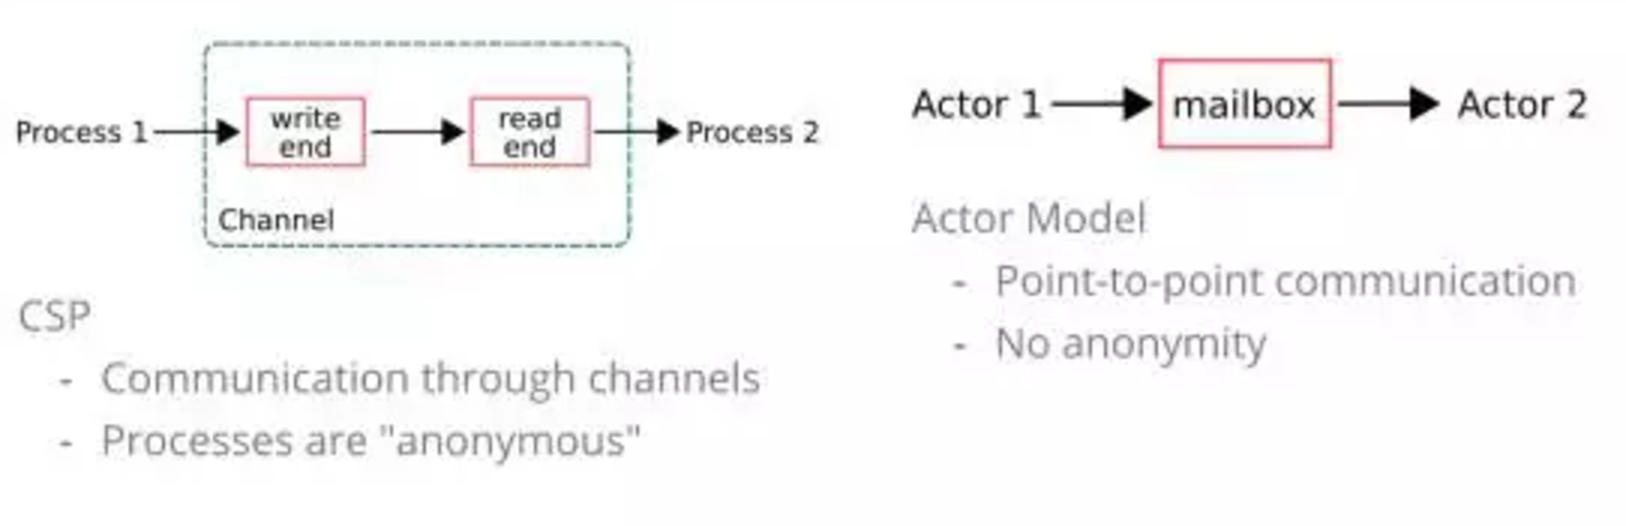 Process 1
write
end
read
end
Process 2
Channel
CSP
- Communication through channels
- Processes are "anonymous"
Actor 1
mailbox
Actor 2
Actor Model
- Point-to-point communication
- No anonymity